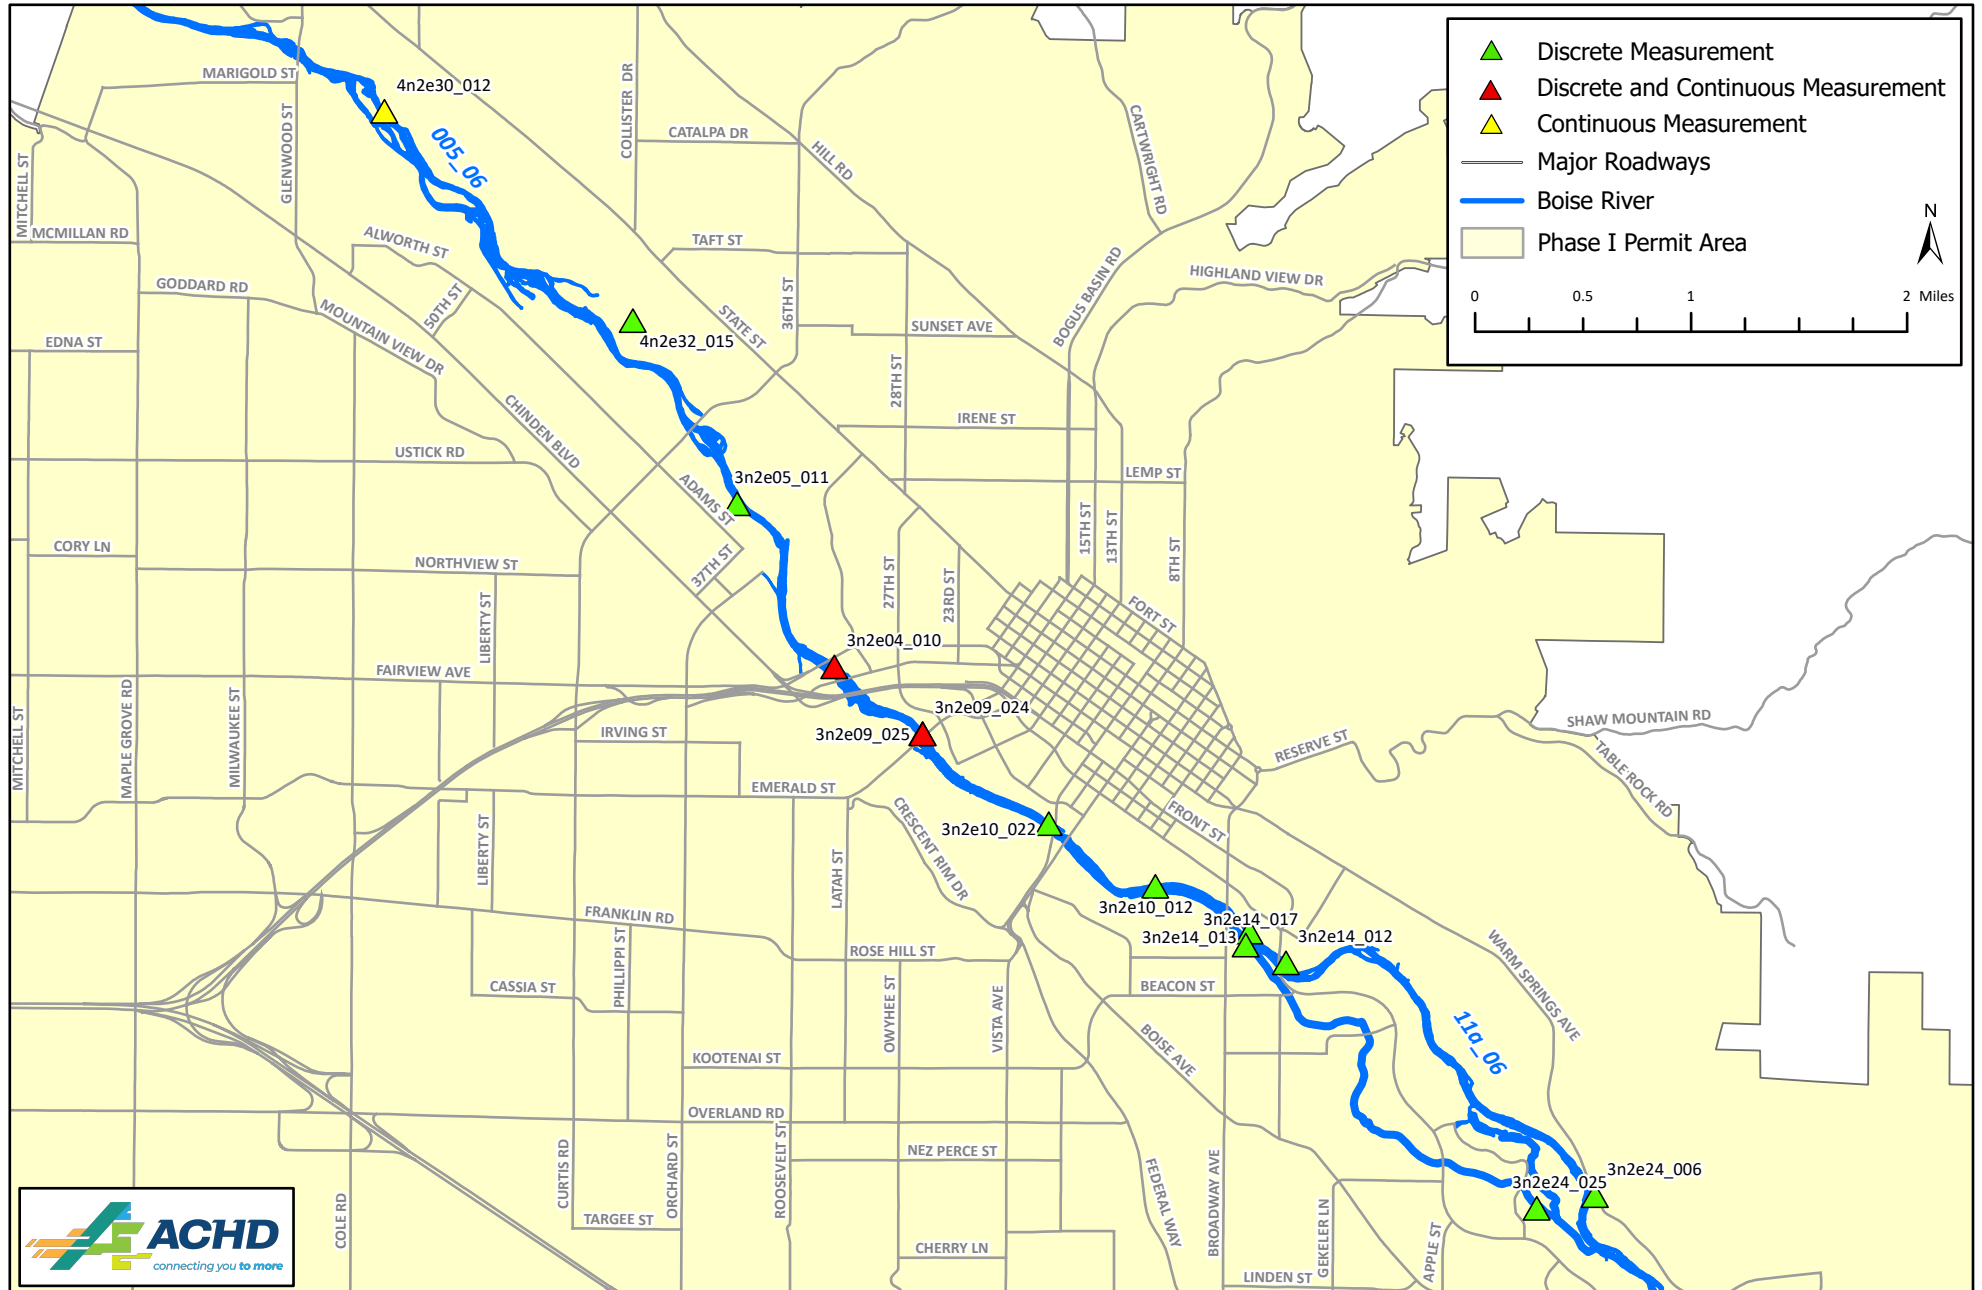 Discrete Measurement
Discrete and Continuous Measurement
Continuous Measurement
Major Roadways
Boise River
Phase I Permit Area
N
0 0.5 1 2 Miles
MARIGOLD ST
4n2e30_012
GLENWOOD ST
COLLISTER DR
CATALPA DR
HILL RD
CARTWRIGHT RD
005_06
MITCHELL ST
MCMILLAN RD
ALWORTH ST
TAFT ST
GODDARD RD
50TH ST
MOUNTAIN VIEW DR
36TH ST
STATE ST
BOGUS BASIN RD
HIGHLAND VIEW DR
SUNSET AVE
4n2e32_015
EDNA ST
28TH ST
CHINDEN BLVD
IRENE ST
USTICK RD
3n2e05_011
ADAMS ST
LEMP ST
15TH ST
13TH ST
8TH ST
CORY LN
NORTHVIEW ST
37TH ST
27TH ST
23RD ST
LIBERTY ST
FORT ST
3n2e04_010
FAIRVIEW AVE
MITCHELL ST
MAPLE GROVE RD
MILWAUKEE ST
3n2e09_024
3n2e09_025
IRVING ST
EMERALD ST
SHAW MOUNTAIN RD
RESERVE ST
TABLE ROCK RD
FRONT ST
CRESCENT RIM DR
3n2e10_022
LIBERTY ST
LATAH ST
3n2e10_012
3n2e14_017
3n2e14_013
3n2e14_012
FRANKLIN RD
PHILLIPPI ST
ROSE HILL ST
WARM SPRINGS AVE
CASSIA ST
OWYHEE ST
VISTA AVE
BEACON ST
BOISE AVE
11a_06
KOOTENAI ST
OVERLAND RD
CURTIS RD
ORCHARD ST
ROOSEVELT ST
NEZ PERCE ST
FEDERAL WAY
BROADWAY AVE
3n2e24_006
3n2e24_025
COLE RD
TARGEE ST
CHERRY LN
GEKELER LN
APPLE ST
LINDEN ST
ACHD
connecting you to more